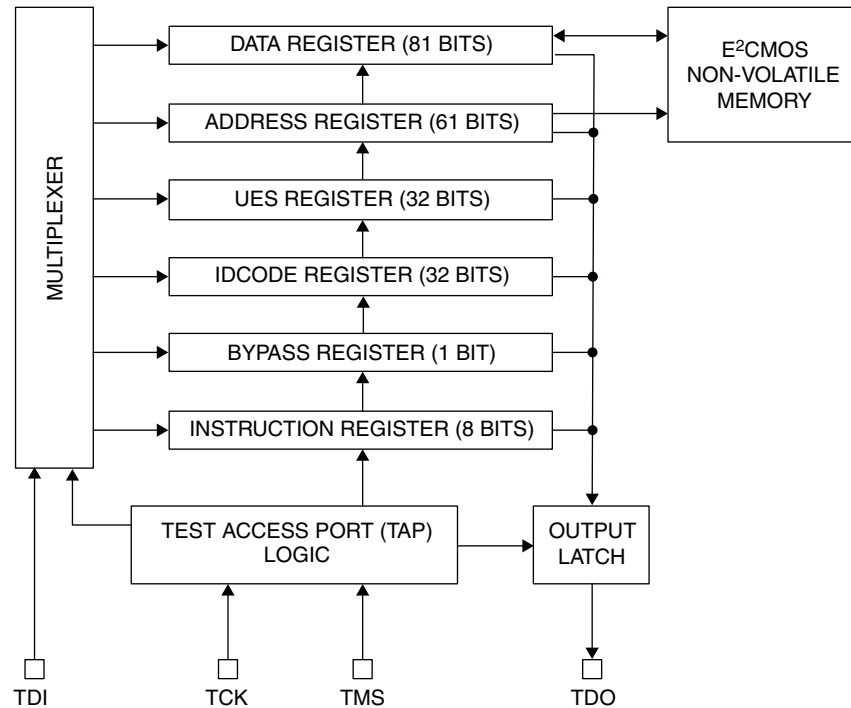 DATA REGISTER (81 BITS)
E²CMOS
NON-VOLATILE
MEMORY
ADDRESS REGISTER (61 BITS)
MULTIPLEXER
UES REGISTER (32 BITS)
IDCODE REGISTER (32 BITS)
BYPASS REGISTER (1 BIT)
INSTRUCTION REGISTER (8 BITS)
TEST ACCESS PORT (TAP)
LOGIC
OUTPUT
LATCH
TDI
TCK
TMS
TDO